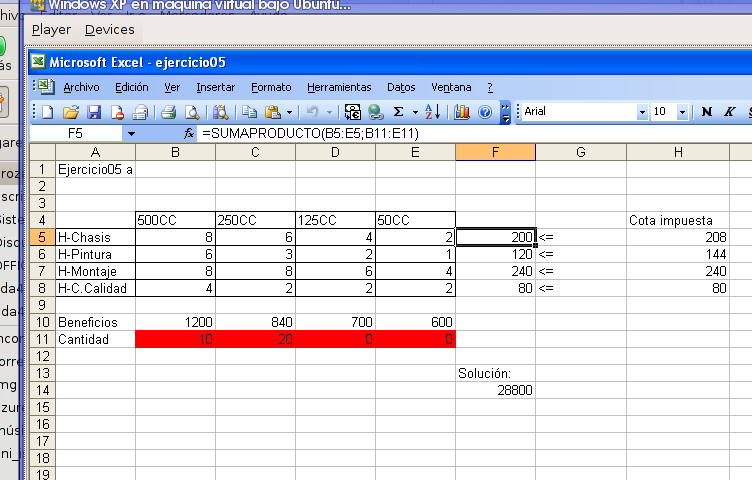 Windows XP en maquina virtual bajo Ubuntu...
Player Devices
Microsoft Excel - ejercicio05
Archivo Edición Ver Insertar Formato Herramientas Datos Ventana ?
Arial 10 N K
F5 fx =SUMAPRODUCTO(B5:E5;B11:E11)
A B C D E F G H
1 Ejercicio05 a
2
3
4 500CC 250CC 125CC 50CC Cota impuesta
5 H-Chasis 8 6 4 2 200 <= 208
6 H-Pintura 6 3 2 1 120 <= 144
7 H-Montaje 8 8 6 4 240 <= 240
8 H-C.Calidad 4 2 2 2 80 <= 80
9
10 Beneficios 1200 840 700 600
11 Cantidad 10 20 0 0
12
13 Solución:
14 28800
15
16
17
18
19